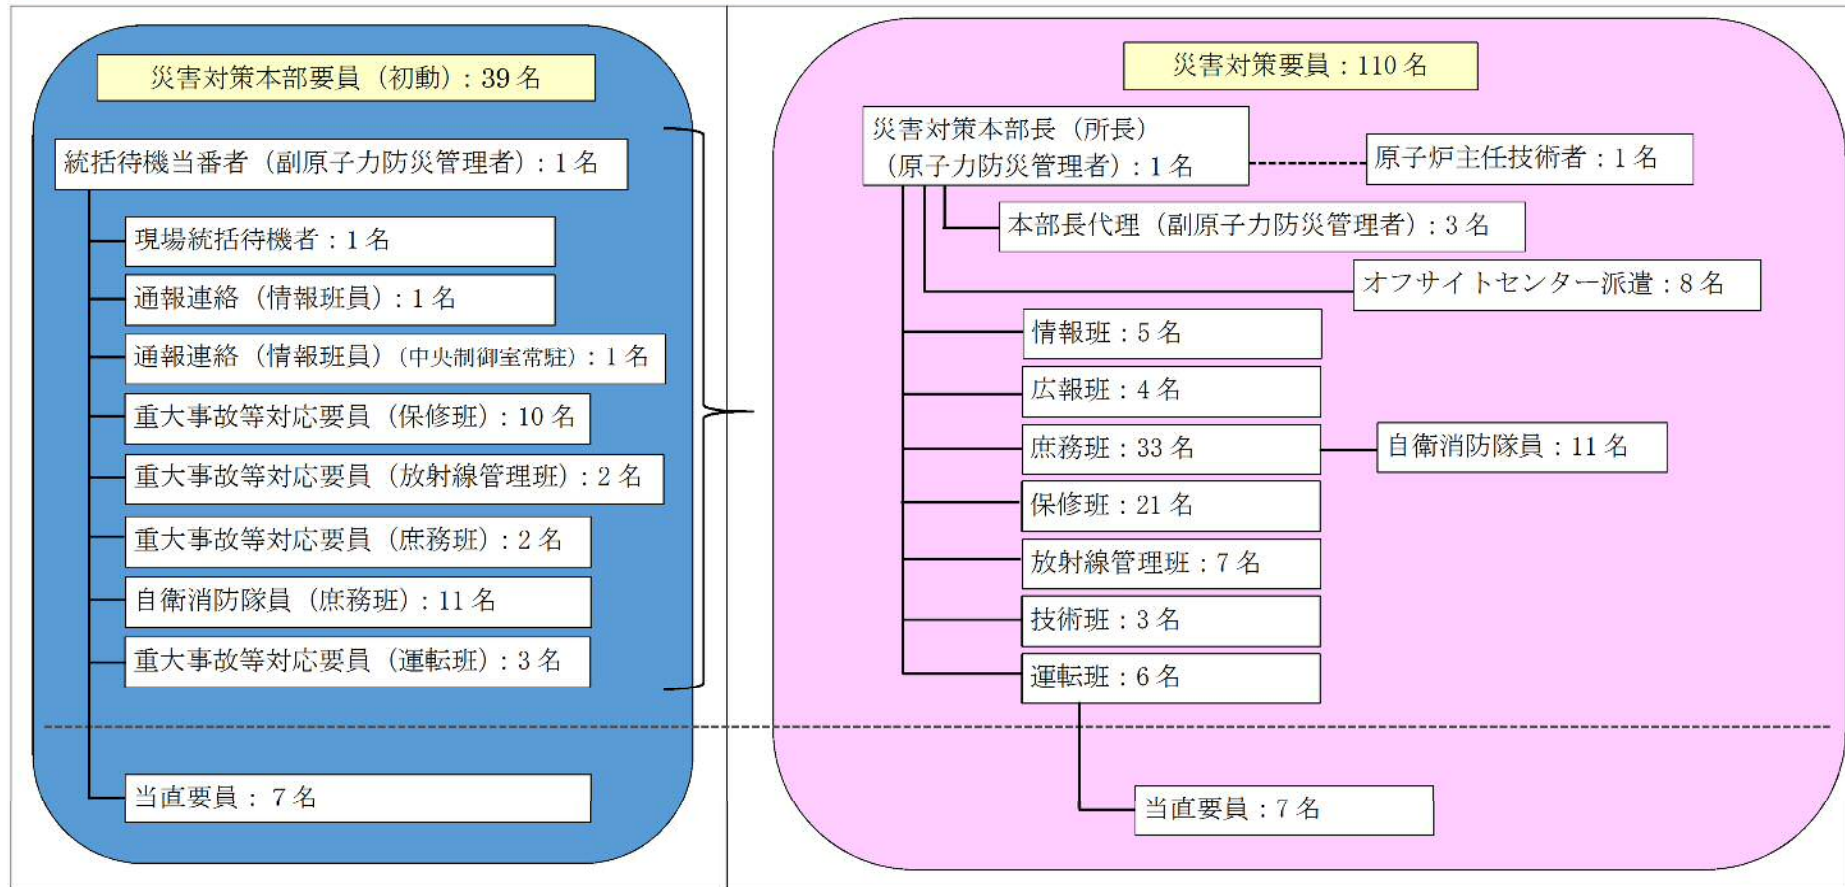 災害対策本部要員（初動）：39 名
統括待機当番者（副原子力防災管理者）：1 名
現場統括待機者：1 名
通報連絡（情報班員）：1 名
通報連絡（情報班員）（中央制御室常駐）：1 名
重大事故等対応要員（保修班）：10 名
重大事故等対応要員（放射線管理班）：2 名
重大事故等対応要員（庶務班）：2 名
自衛消防隊員（庶務班）：11 名
重大事故等対応要員（運転班）：3 名
当直要員：7 名
災害対策要員：110 名
災害対策本部長（所長）
（原子力防災管理者）：1 名
原子炉主任技術者：1 名
本部長代理（副原子力防災管理者）：3 名
オフサイトセンター派遣：8 名
情報班：5 名
広報班：4 名
庶務班：33 名
自衛消防隊員：11 名
保修班：21 名
放射線管理班：7 名
技術班：3 名
運転班：6 名
当直要員：7 名